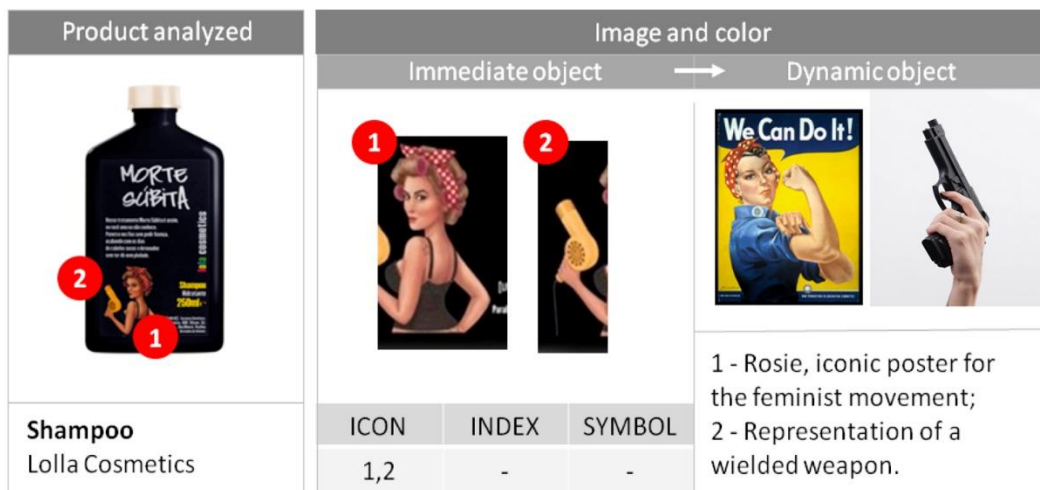 Product analyzed
Image and color
Immediate object
Dynamic object
MORTE
SÚBITA
cosmetics
Shampoo
Hidratante
250ml
2
1
1
2
We Can Do It!
Shampoo
Lolla Cosmetics
ICON INDEX SYMBOL
1,2 - -
1 - Rosie, iconic poster for
the feminist movement;
2 - Representation of a
wielded weapon.